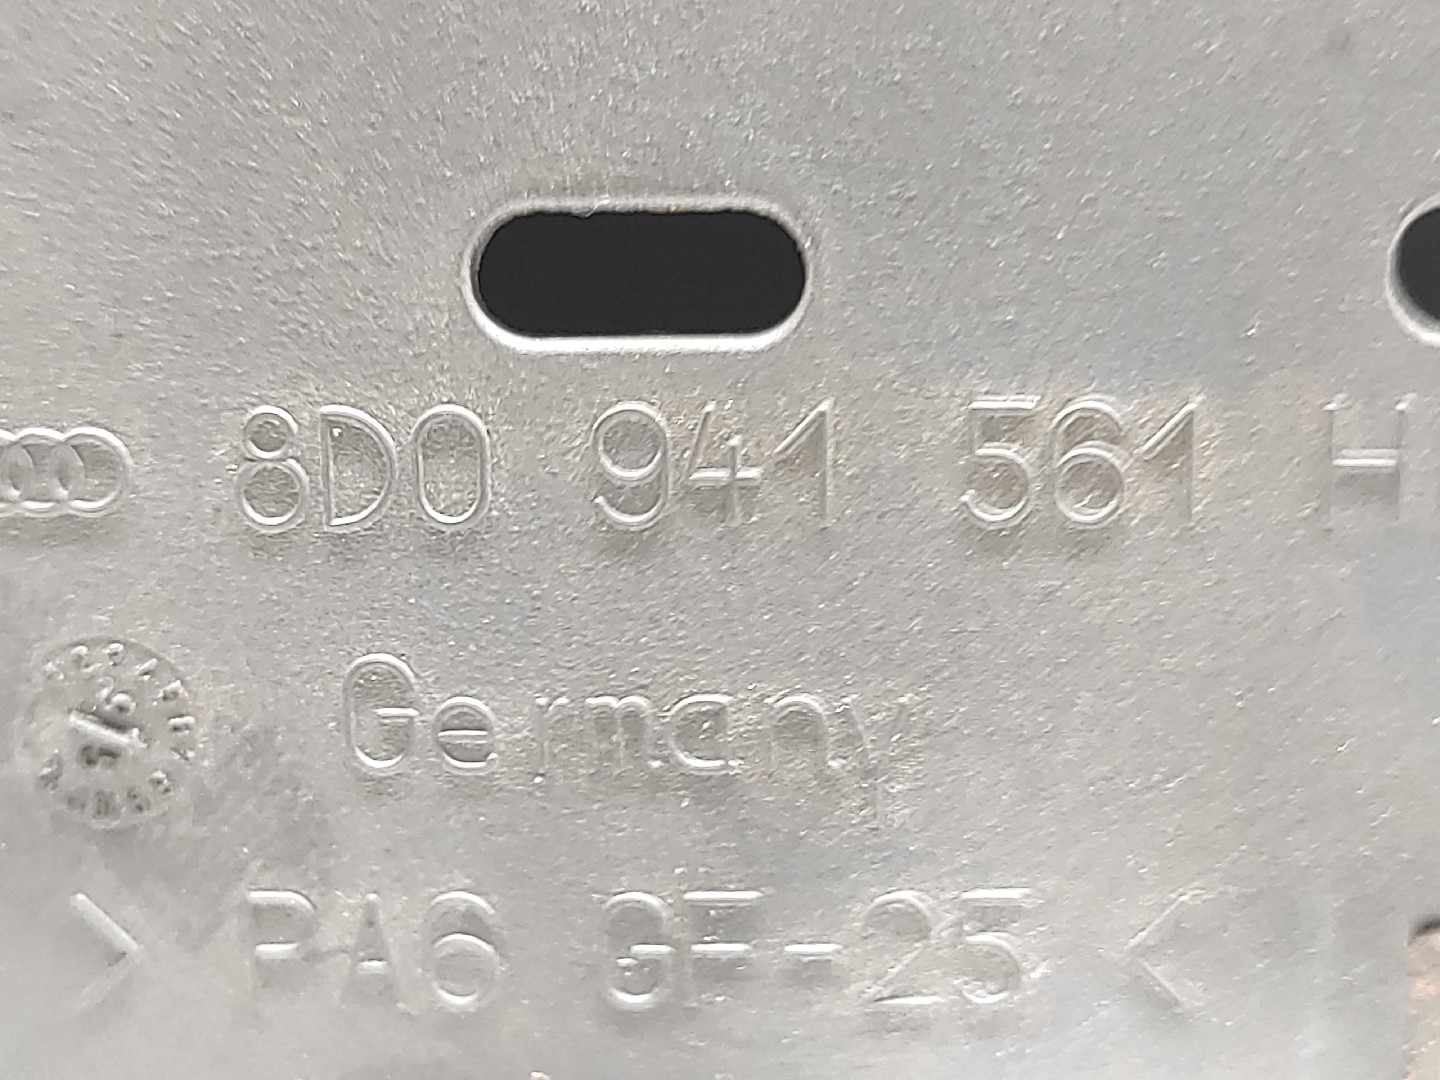 8D0 941 561 H
Germany
> PA6 GF-25 <